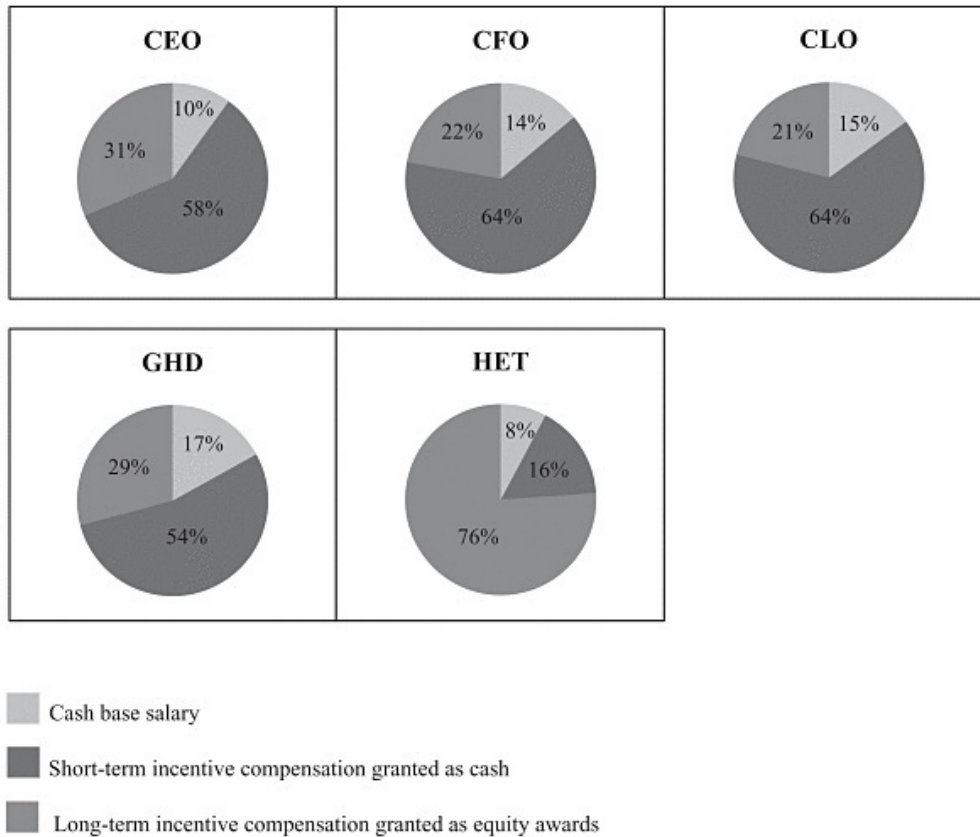 CEO
10%
31%
58%
CFO
14%
22%
64%
CLO
15%
21%
64%
GHD
17%
29%
54%
HET
8%
16%
76%
Cash base salary
Short-term incentive compensation granted as cash
Long-term incentive compensation granted as equity awards